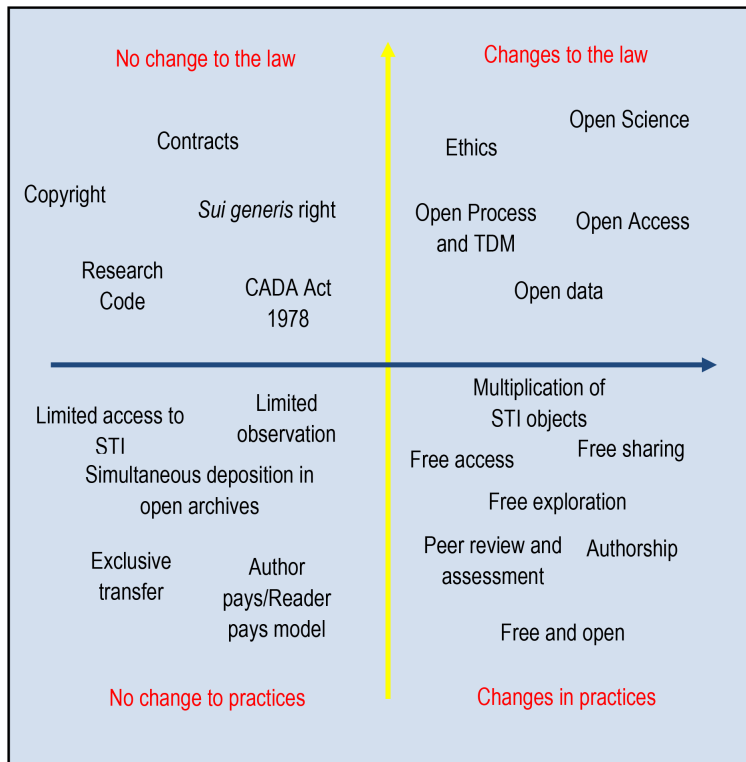 No change to the law
Changes to the law
Contracts
Copyright
Sui generis right
Research
Code
CADA Act
1978
Open Science
Ethics
Open Process
and TDM
Open Access
Open data
Limited access to
STI
Limited
observation
Simultaneous deposition in
open archives
Exclusive
transfer
Author
pays/Reader
pays model
No change to practices
Multiplication of
STI objects
Free access
Free sharing
Free exploration
Peer review and
assessment
Authorship
Free and open
Changes in practices